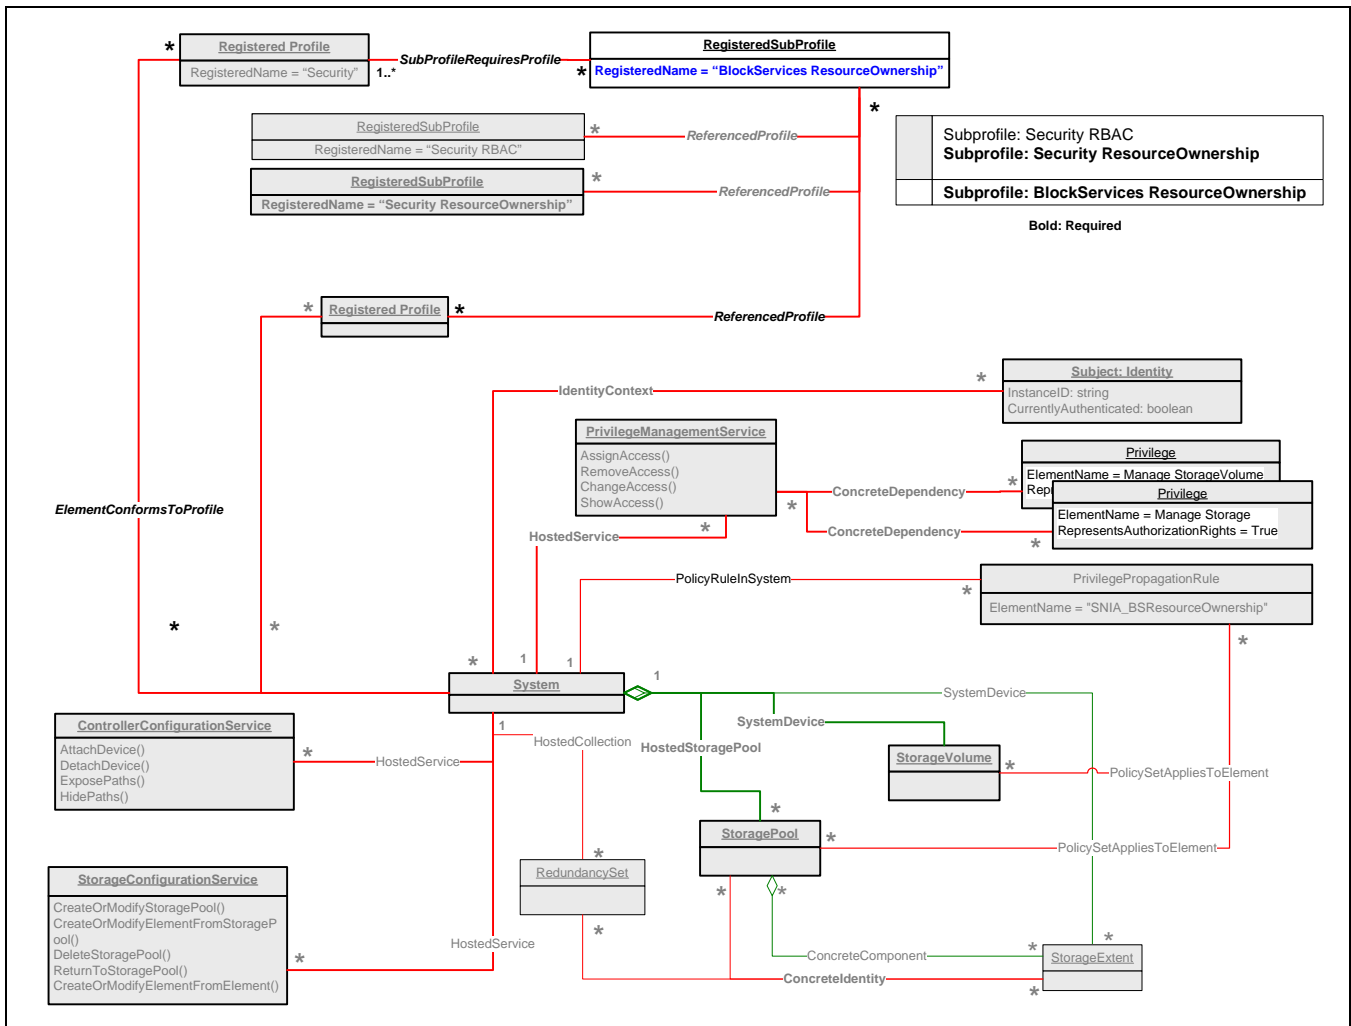 *
Registered Profile
RegisteredName = “Security”
SubProfileRequiresProfile
1..*
*
RegisteredSubProfile
RegisteredName = “BlockServices ResourceOwnership”
*
RegisteredSubProfile
RegisteredName = “Security RBAC”
*
ReferencedProfile
RegisteredSubProfile
RegisteredName = “Security ResourceOwnership”
*
ReferencedProfile
Subprofile: Security RBAC
Subprofile: Security ResourceOwnership
Subprofile: BlockServices ResourceOwnership
Bold: Required
*
Registered Profile
*
ReferencedProfile
IdentityContext
*
Subject: Identity
InstanceID: string
CurrentlyAuthenticated: boolean
PrivilegeManagementService
AssignAccess()
RemoveAccess()
ChangeAccess()
ShowAccess()
*
*
ConcreteDependency
*
ConcreteDependency
*
Privilege
ElementName = Manage StorageVolume
Privilege
ElementName = Manage Storage
RepresentsAuthorizationRights = True
ElementConformsToProfile
HostedService
PolicyRuleInSystem
*
PrivilegePropagationRule
ElementName = "SNIA_BSResourceOwnership"
*
*
*
*
1
1
System
1
1
SystemDevice
SystemDevice
HostedStoragePool
ControllerConfigurationService
AttachDevice()
DetachDevice()
ExposePaths()
HidePaths()
*
HostedService
HostedCollection
StorageVolume
*
PolicySetAppliesToElement
*
StoragePool
*
PolicySetAppliesToElement
*
RedundancySet
*
*
*
StorageConfigurationService
CreateOrModifyStoragePool()
CreateOrModifyElementFromStorageP
ool()
DeleteStoragePool()
ReturnToStoragePool()
CreateOrModifyElementFromElement()
*
HostedService
ConcreteComponent
*
*
StorageExtent
ConcreteIdentity
*